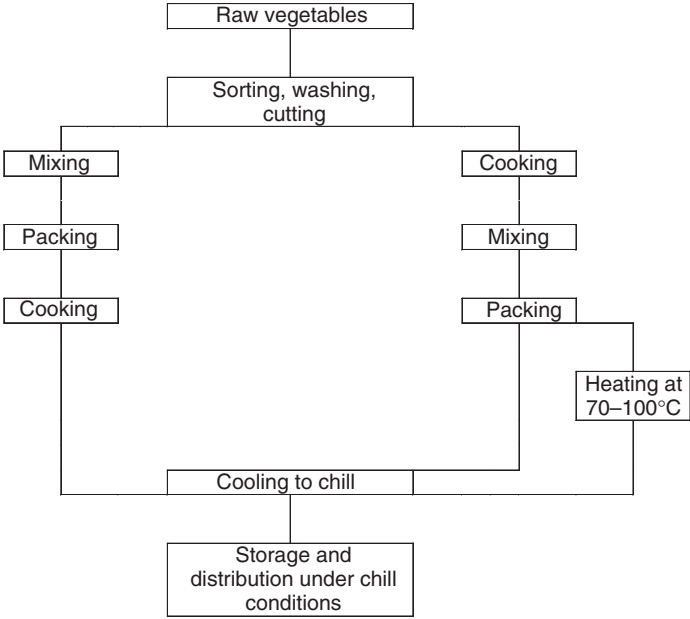 Raw vegetables
Sorting, washing,
cutting
Mixing
Cooking
Packing
Mixing
Cooking
Packing
Heating at
70–100°C
Cooling to chill
Storage and
distribution under chill
conditions